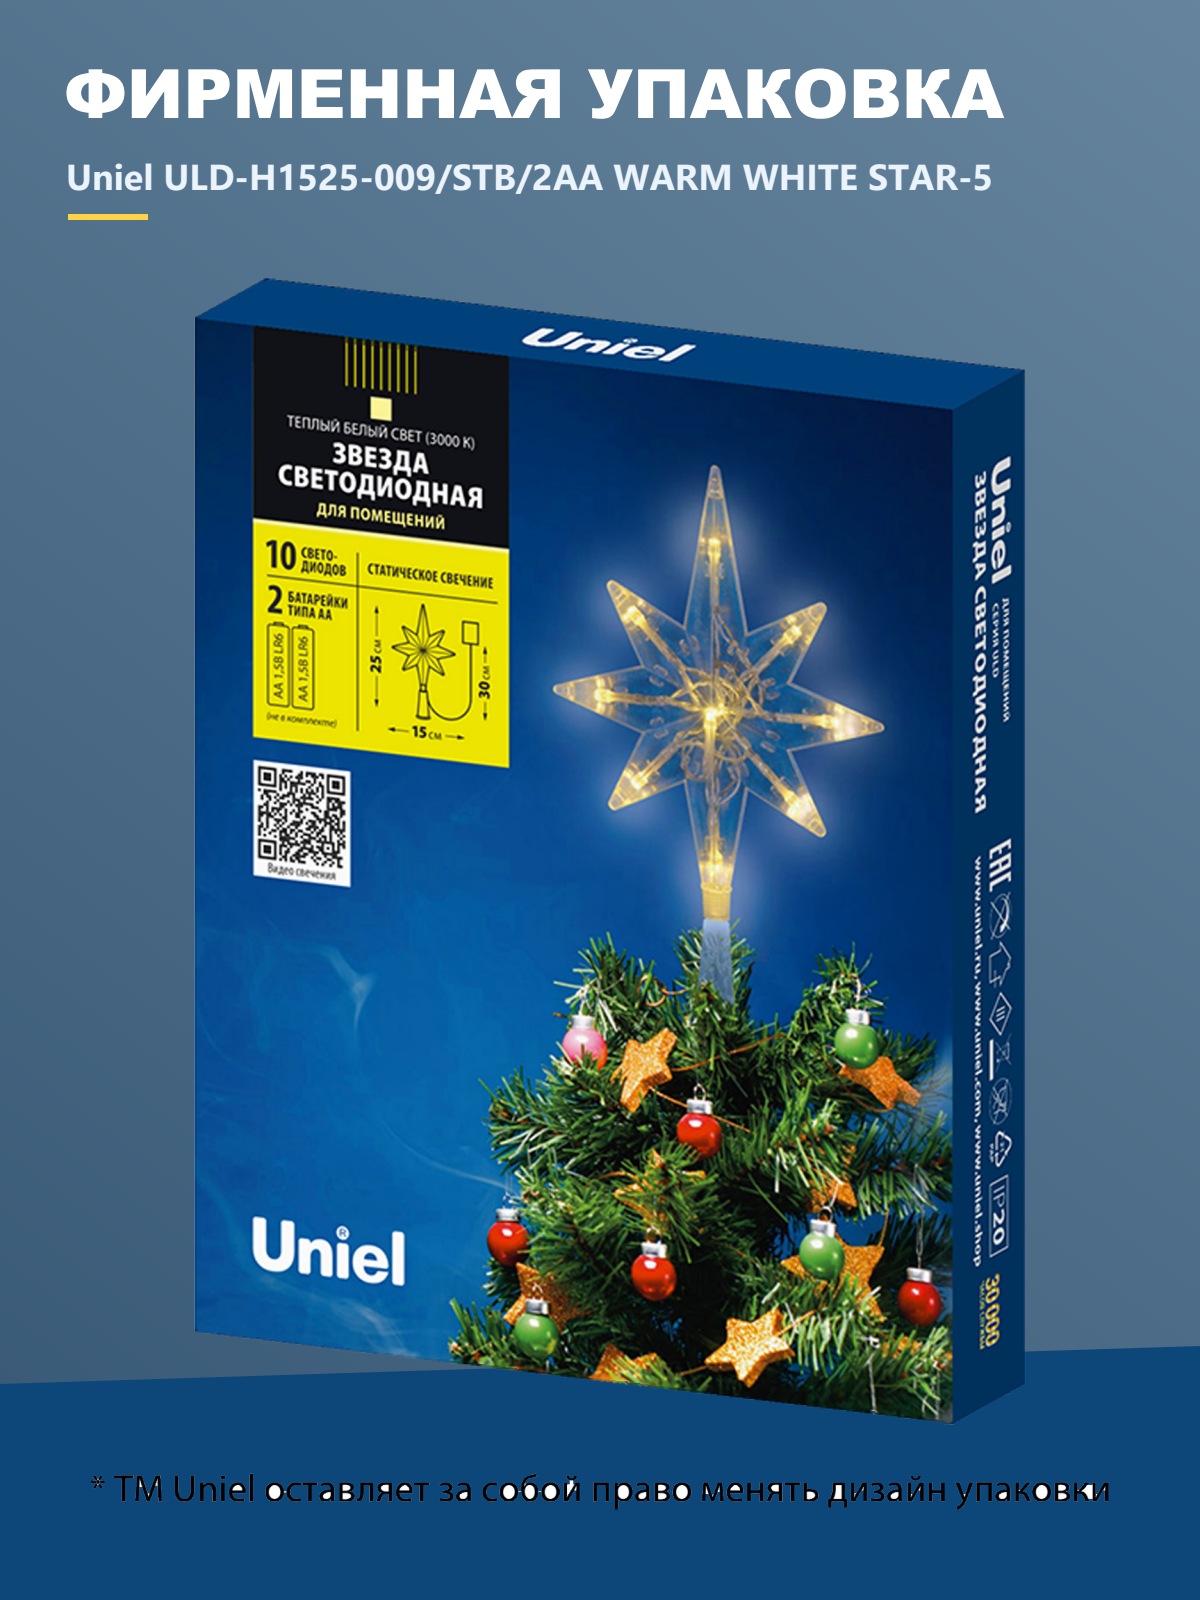 ФИРМЕННАЯ УПАКОВКА
Uniel ULD-H1525-009/STB/2AA WARM WHITE STAR-5
Uniel
ТЕПЛЫЙ БЕЛЫЙ СВЕТ (3000 К)
ЗВЕЗДА
СВЕТОДИОДНАЯ
ДЛЯ ПОМЕЩЕНИЙ
10 СВЕТО-
ДИОДОВ
СТАТИЧЕСКОЕ СВЕЧЕНИЕ
2 БАТАРЕЙКИ
ТИПА АА
АА 1,5В LR6
АА 1,5В LR6
(не в комплекте)
25 СМ
30 СМ
15 СМ
Видео свечения
Uniel®
Uniel
ДЛЯ ПОМЕЩЕНИЙ
СЕРИЯ ULD
ЗВЕЗДА СВЕТОДИОДНАЯ
EAC
www.uniel.ru, www.uniel.com, www.uniel.shop
IP20
30 000
* ТМ Uniel оставляет за собой право менять дизайн упаковки